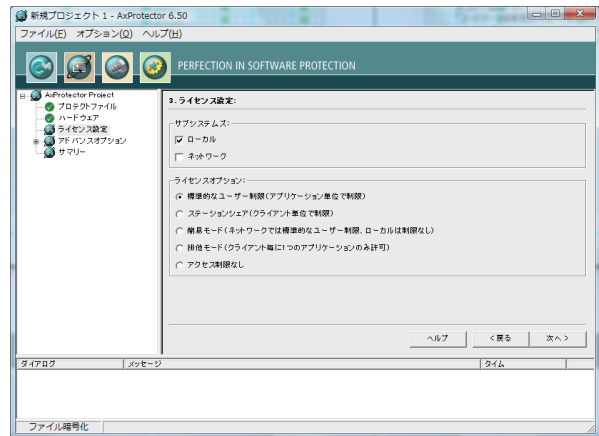 新規プロジェクト 1 - AxProtector 6.50
ファイル(F) オプション(O) ヘルプ(H)
PERFECTION IN SOFTWARE PROTECTION
AxProtector Project
プロテクトファイル
ハードウェア
ライセンス設定
アドバンスオプション
サマリー
3. ライセンス設定:
サブシステムズ:
ローカル
ネットワーク
ライセンスオプション:
標準的なユーザー制限(アプリケーション単位で制限)
ステーションシェア(クライアント単位で制限)
簡易モード(ネットワークでは標準的なユーザー制限、ローカルは制限なし)
排他モード(クライアント毎に1つのアプリケーションのみ許可)
アクセス制限なし
ヘルプ <戻る 次へ>
ダイアログ メッセージ タイム
ファイル暗号化